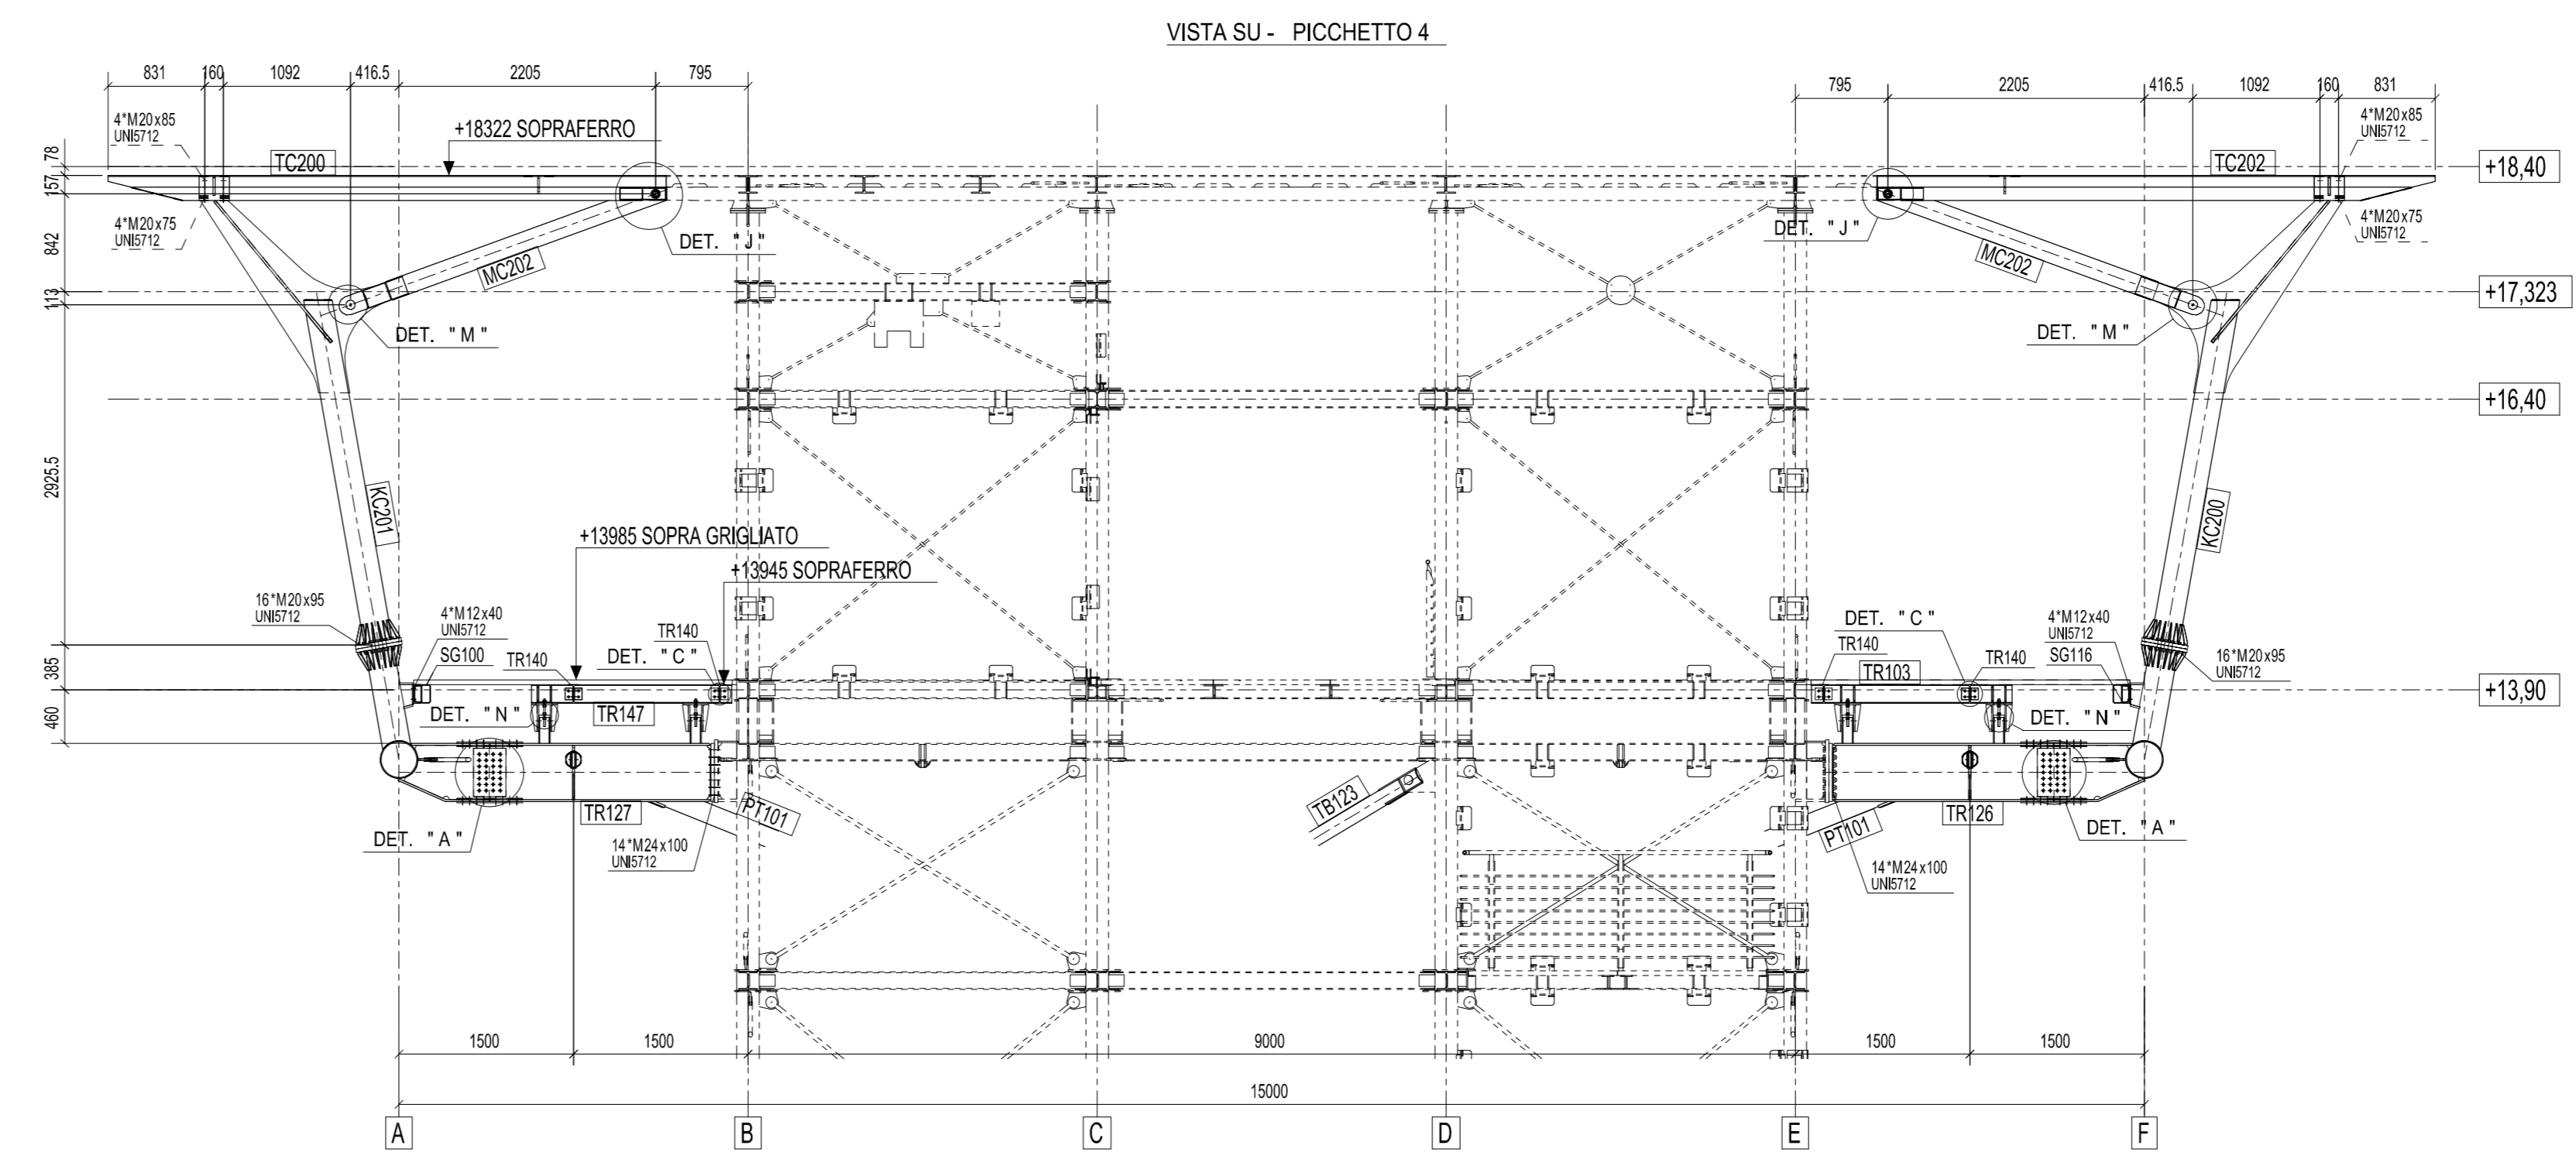 VISTA SU - PICCHETTO 4
831 160 1092 416.5 2205 795
795 2205 416.5 1092 160 831
4*M20x85
UNI5712
+18322 SOPRAFERRO
4*M20x85
UNI5712
TC200
TC202
+18,40
78
157
842
113
2925.5
385
460
4*M20x75
UNI5712
DET. "J"
DET. "J"
4*M20x75
UNI5712
MC202
MC202
+17,323
DET. "M"
DET. "M"
+16,40
KC201
KC200
+13985 SOPRA GRIGLIATO
+13945 SOPRAFERRO
16*M20x95
UNI5712
4*M12x40
UNI5712
SG100
TR140
TR140
DET. "C"
DET. "C"
TR140
TR103
TR140
4*M12x40
UNI5712
SG116
16*M20x95
UNI5712
+13,90
DET. "N"
TR147
DET. "N"
TR127
PT101
TB123
PT101
TR126
DET. "A"
DET. "A"
14*M24x100
UNI5712
14*M24x100
UNI5712
1500 1500 9000 1500 1500
15000
A B C D E F